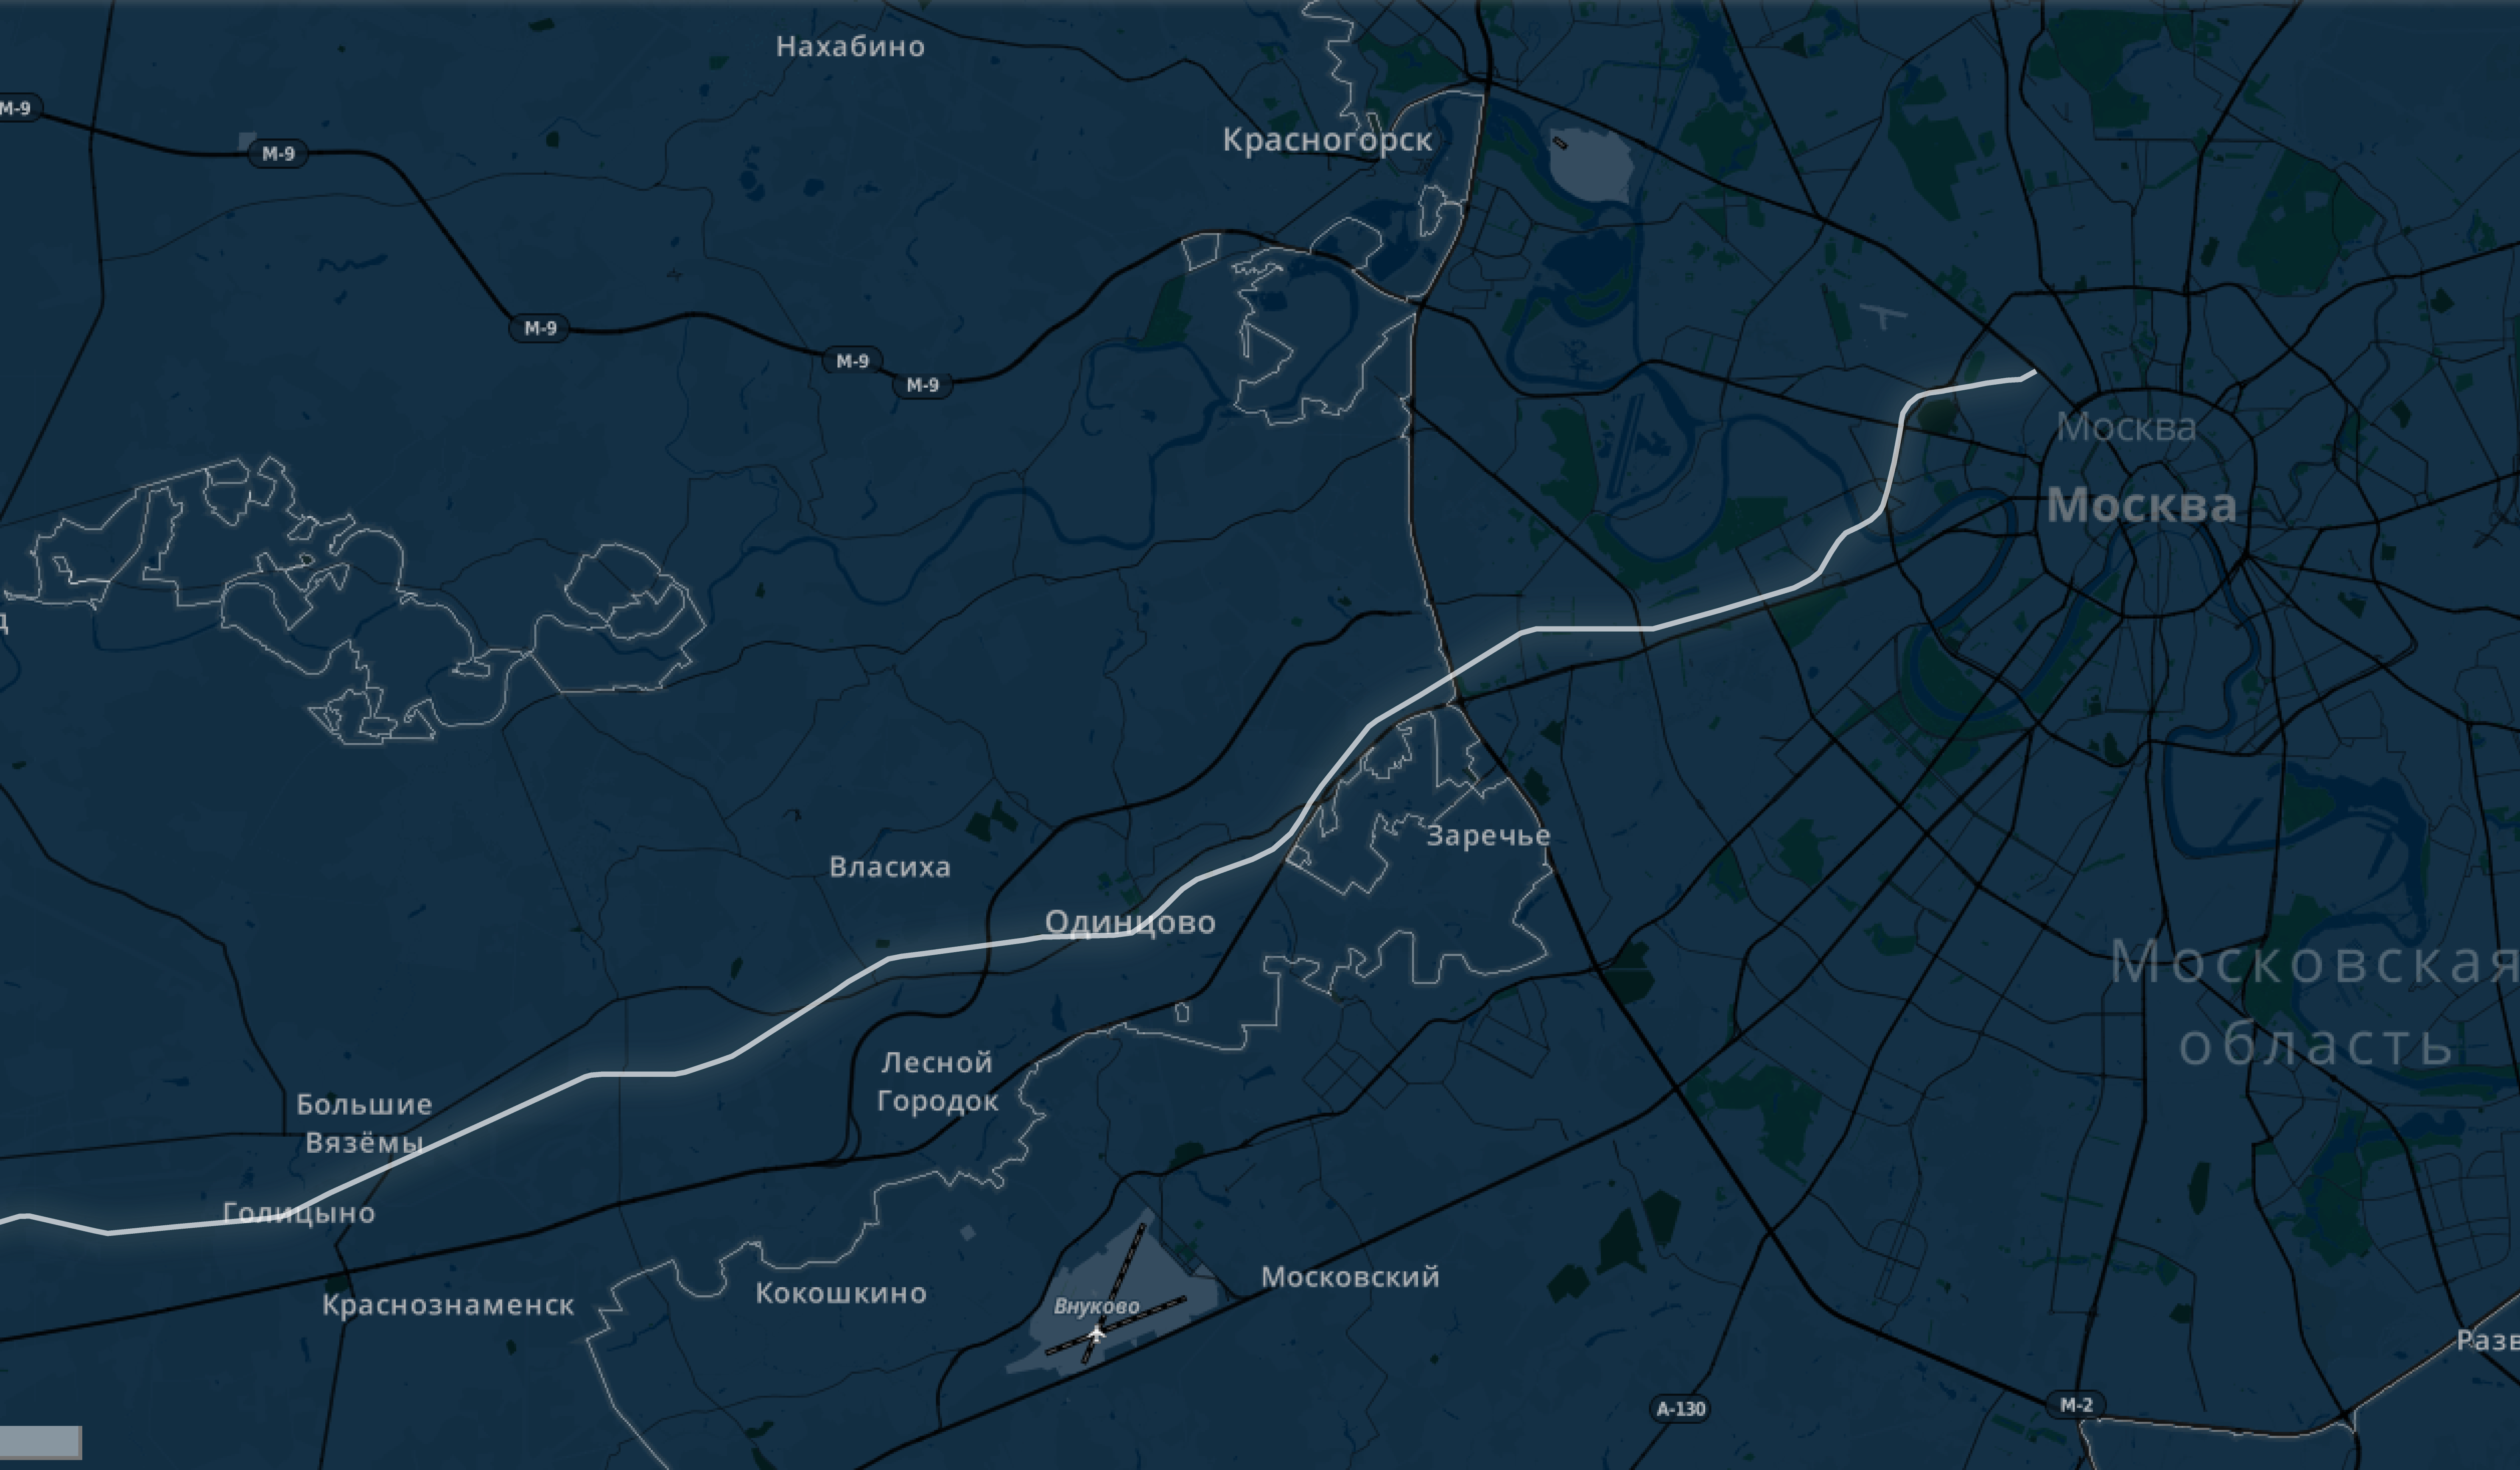 Нахабино
М-9
М-9
Красногорск
М-9
М-9
М-9
Москва
Москва
Заречье
Власиха
Одинцово
Московская
область
Лесной
Городок
Большие
Вязёмы
Голицыно
Московский
Кокошкино
Краснознаменск
Внуково
Разв
А-130
М-2